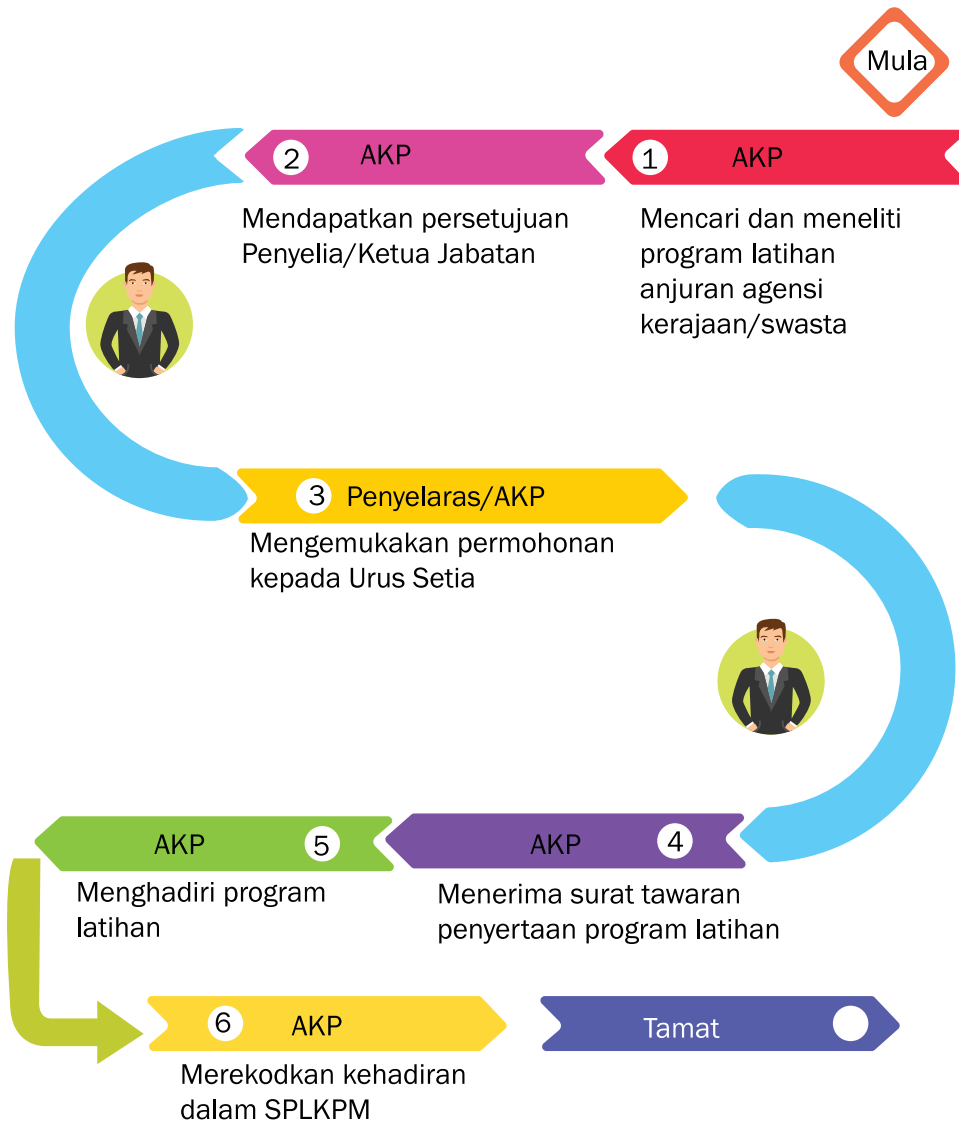 Mula
1 AKP
Mencari dan meneliti
program latihan
anjuran agensi
kerajaan/swasta
2 AKP
Mendapatkan persetujuan
Penyelia/Ketua Jabatan
3 Penyelaras/AKP
Mengemukakan permohonan
kepada Urus Setia
AKP 4
Menerima surat tawaran
penyertaan program latihan
AKP 5
Menghadiri program
latihan
6 AKP
Merekodkan kehadiran
dalam SPLKPM
Tamat